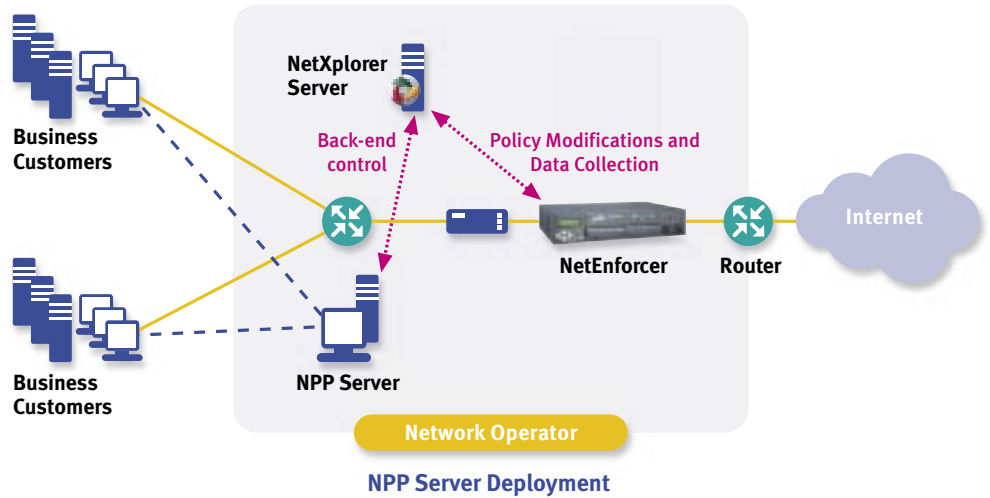 NetXplorer
Server
Business
Customers
Back-end
control
Policy Modifications and
Data Collection
Internet
NetEnforcer
Router
Business
Customers
NPP Server
Network Operator
NPP Server Deployment